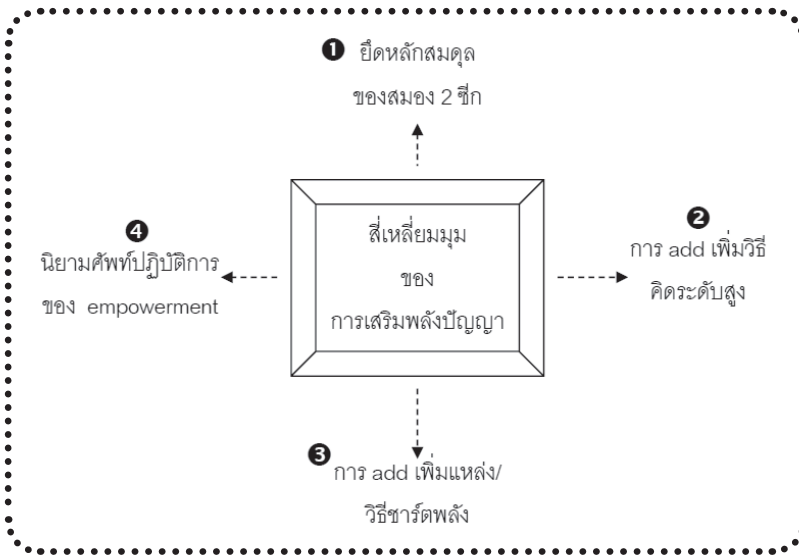 ❶ ยึดหลักสมดุล
ของสมอง 2 ซีก
สี่เหลี่ยมมุม
ของ
การเสริมพลังปัญญา
❷
การ add เพิ่มวิธี
คิดระดับสูง
❸ การ add เพิ่มแหล่ง/
วิธีชาร์ตพลัง
❹
นิยามศัพท์ปฏิบัติการ
ของ empowerment